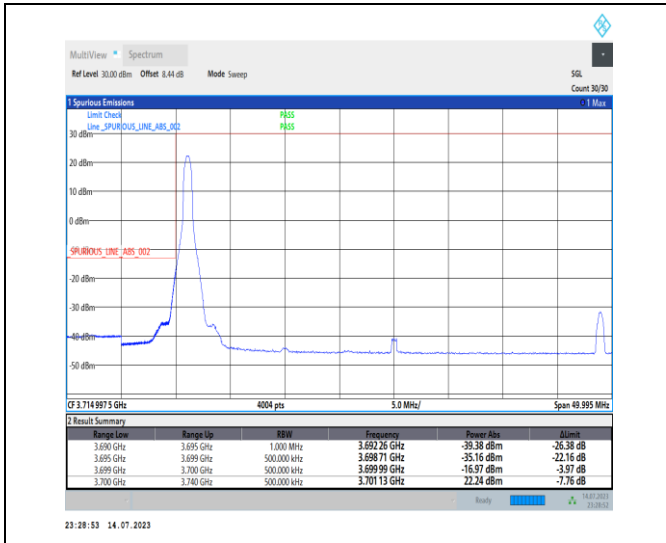 MultiView Spectrum
Ref Level 30.00 dBm Offset 8.44 dB Mode Sweep SGL
Count 30/30
1 Spurious Emissions 1 Max
Limit Check PASS
Line _SPURIOUS_LINE_ABS_002 PASS
30 dBm
20 dBm
10 dBm
0 dBm
_SPURIOUS_LINE_ABS_002
-20 dBm
-30 dBm
-40 dBm
-50 dBm
CF 3.714 997 5 GHz 4004 pts 5.0 MHz/ Span 49.995 MHz
2 Result Summary
Range Low Range Up RBW Frequency Power Abs ΔLimit
3.690 GHz 3.695 GHz 1.000 MHz 3.692 26 GHz -39.38 dBm -26.38 dB
3.695 GHz 3.699 GHz 500.000 kHz 3.698 71 GHz -35.16 dBm -22.16 dB
3.699 GHz 3.700 GHz 500.000 kHz 3.699 99 GHz -16.97 dBm -3.97 dB
3.700 GHz 3.740 GHz 500.000 kHz 3.701 13 GHz 22.24 dBm -7.76 dB
Ready 14.07.2023
23:28:52
23:28:53 14.07.2023